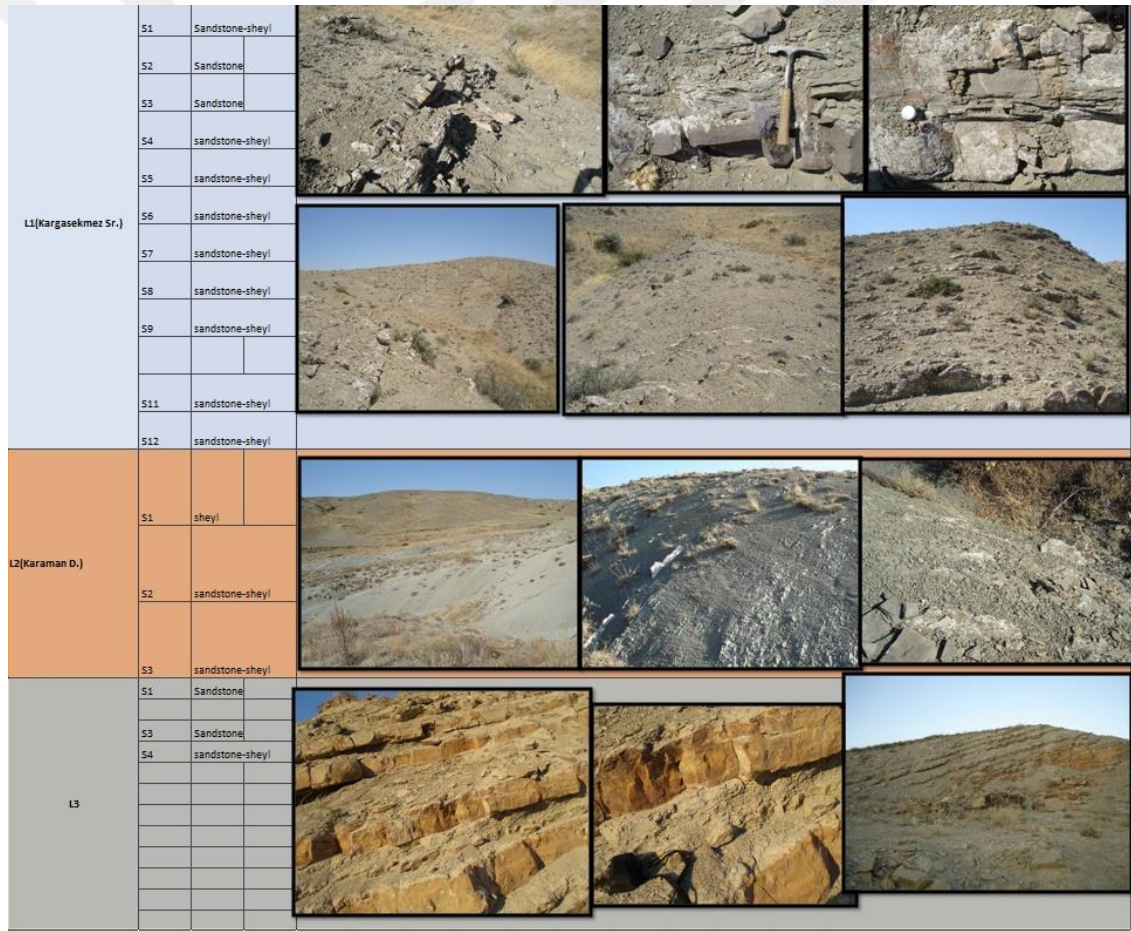 S1 Sandstone-sheyl
S2 Sandstone
S3 Sandstone
S4 sandstone-sheyl
S5 sandstone-sheyl
L1(Kargasekmez Sr.)
S6 sandstone-sheyl
S7 sandstone-sheyl
S8 sandstone-sheyl
S9 sandstone-sheyl
S11 sandstone-sheyl
S12 sandstone-sheyl
L2(Karaman D.)
S1 sheyl
S2 sandstone-sheyl
S3 sandstone-sheyl
L3
S1 Sandstone
S3 Sandstone
S4 sandstone-sheyl